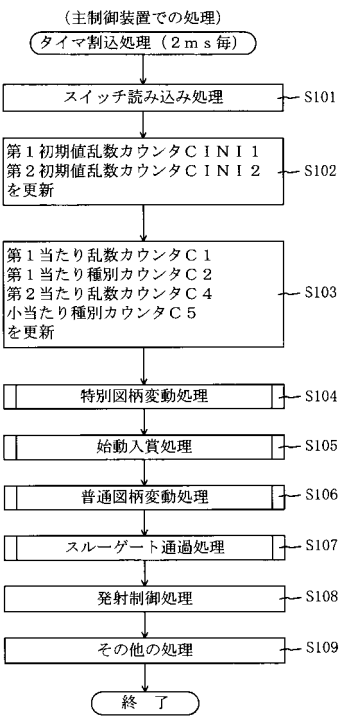 （主制御装置での処理）
タイマ割込処理（２ｍｓ毎）
スイッチ読み込み処理
S101
第１初期値乱数カウンタＣＩＮＩ１
第２初期値乱数カウンタＣＩＮＩ２
を更新
S102
第１当たり乱数カウンタＣ１
第１当たり種別カウンタＣ２
第２当たり乱数カウンタＣ４
小当たり種別カウンタＣ５
を更新
S103
特別図柄変動処理
S104
始動入賞処理
S105
普通図柄変動処理
S106
スルーゲート通過処理
S107
発射制御処理
S108
その他の処理
S109
終　了